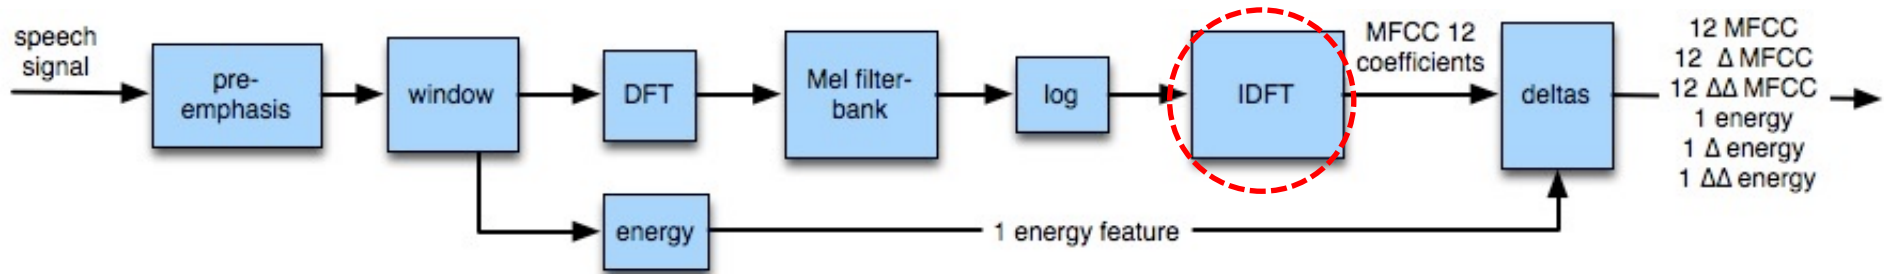 speech
signal
pre-
emphasis
window
DFT
Mel filter-
bank
log
IDFT
MFCC 12
coefficients
deltas
12 MFCC
12 Δ MFCC
12 ΔΔ MFCC
1 energy
1 Δ energy
1 ΔΔ energy
energy
1 energy feature